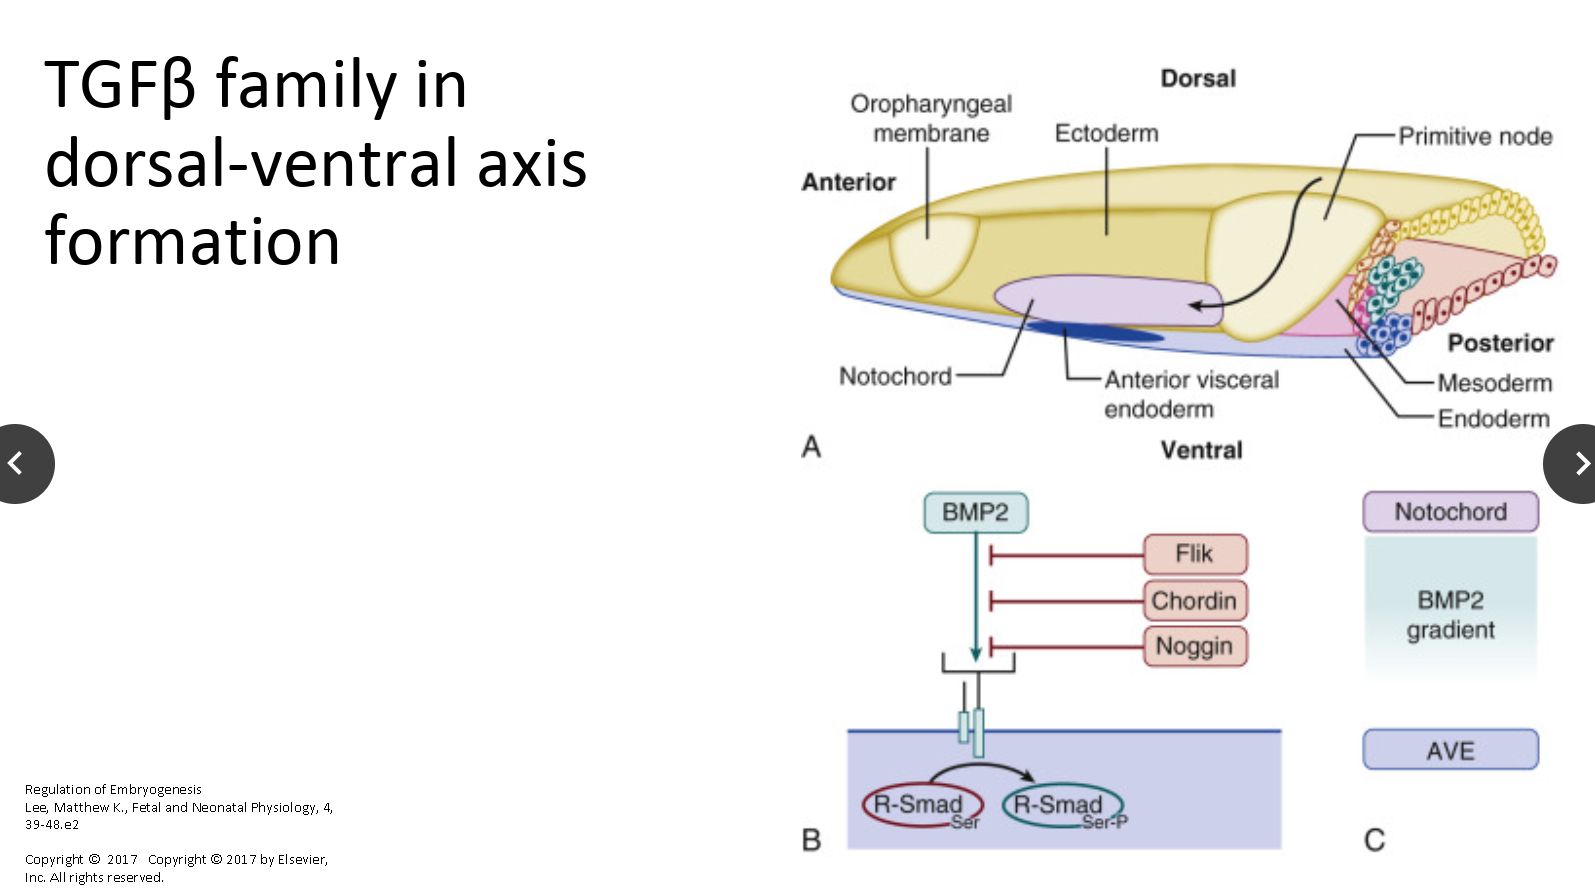 TGFβ family in
dorsal-ventral axis
formation
Dorsal
Oropharyngeal
membrane
Ectoderm
Primitive node
Anterior
Posterior
Notochord
Anterior visceral
endoderm
Mesoderm
Endoderm
A
Ventral
BMP2
Flik
Chordin
Noggin
R-Smad
Ser
R-Smad
Ser-P
B
Notochord
BMP2
gradient
AVE
C
Regulation of Embryogenesis
Lee, Matthew K., Fetal and Neonatal Physiology, 4,
39-48.e2
Copyright © 2017 Copyright © 2017 by Elsevier,
Inc. All rights reserved.